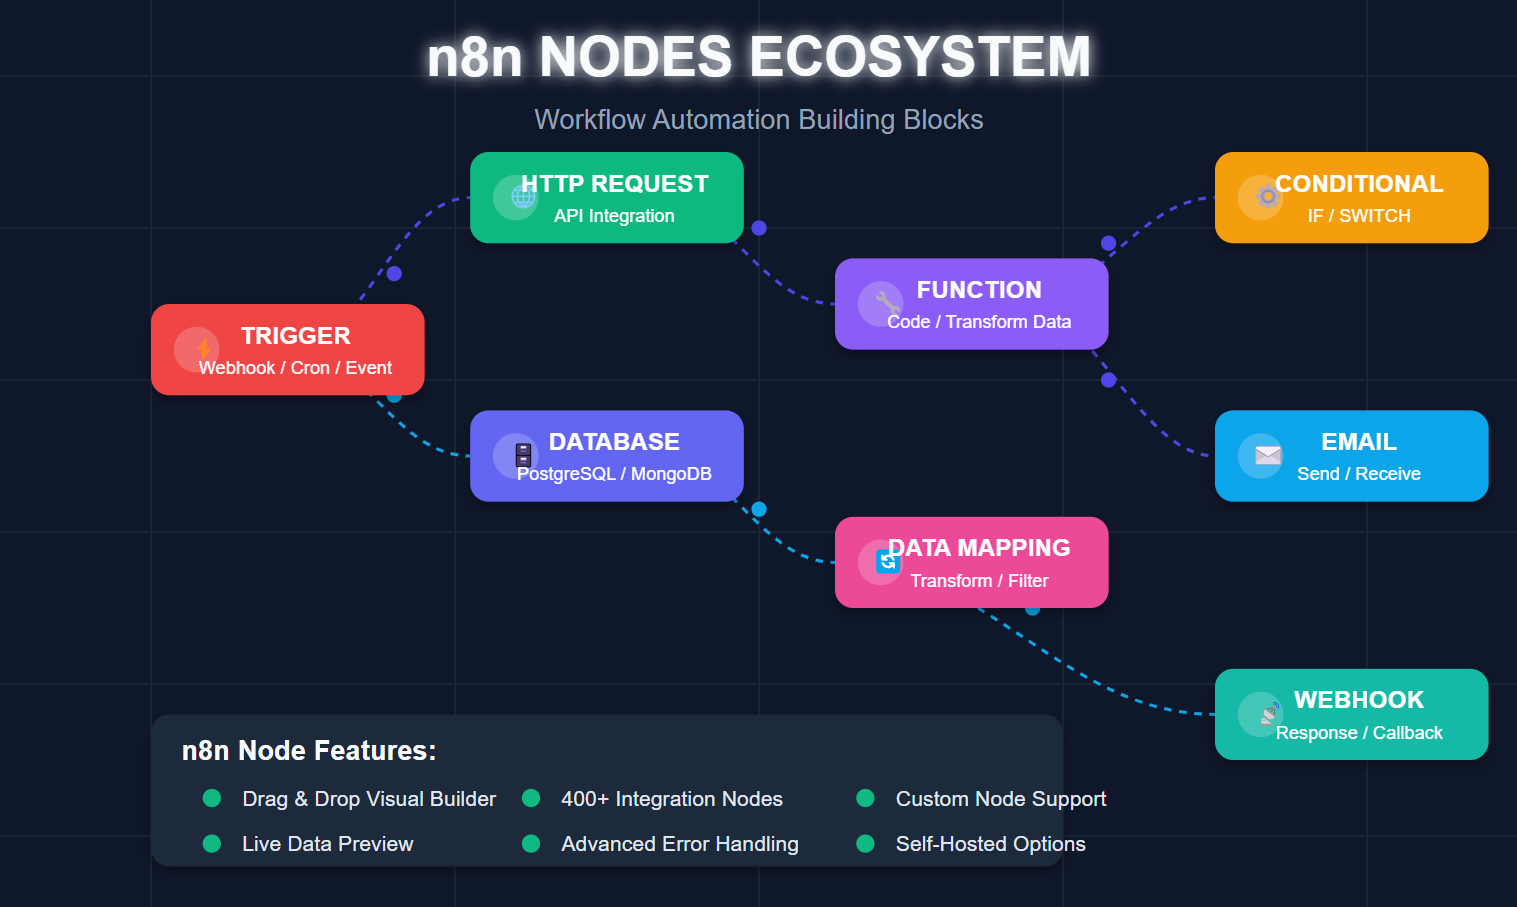 n8n NODES ECOSYSTEM
Workflow Automation Building Blocks
HTTP REQUEST
API Integration
CONDITIONAL
IF / SWITCH
FUNCTION
Code / Transform Data
TRIGGER
Webhook / Cron / Event
DATABASE
PostgreSQL / MongoDB
EMAIL
Send / Receive
DATA MAPPING
Transform / Filter
WEBHOOK
Response / Callback
n8n Node Features:
Drag & Drop Visual Builder
400+ Integration Nodes
Custom Node Support
Live Data Preview
Advanced Error Handling
Self-Hosted Options